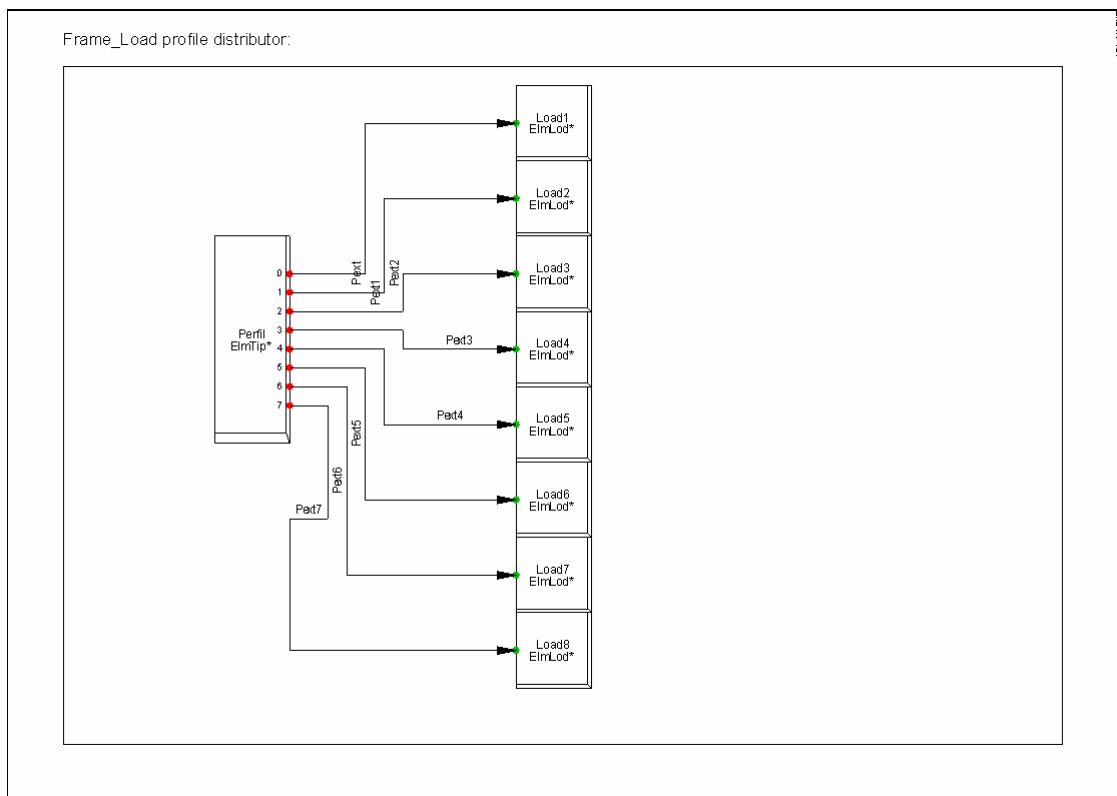 Frame_Load profile distributor:
Load1
ElmLod*
Load2
ElmLod*
Load3
ElmLod*
Load4
ElmLod*
Load5
ElmLod*
Load6
ElmLod*
Load7
ElmLod*
Load8
ElmLod*
Perfil
ElmTip*
0
1
2
3
4
5
6
7
Pext
Pext1
Pext2
Pext3
Pext4
Pext5
Pext6
Pext7